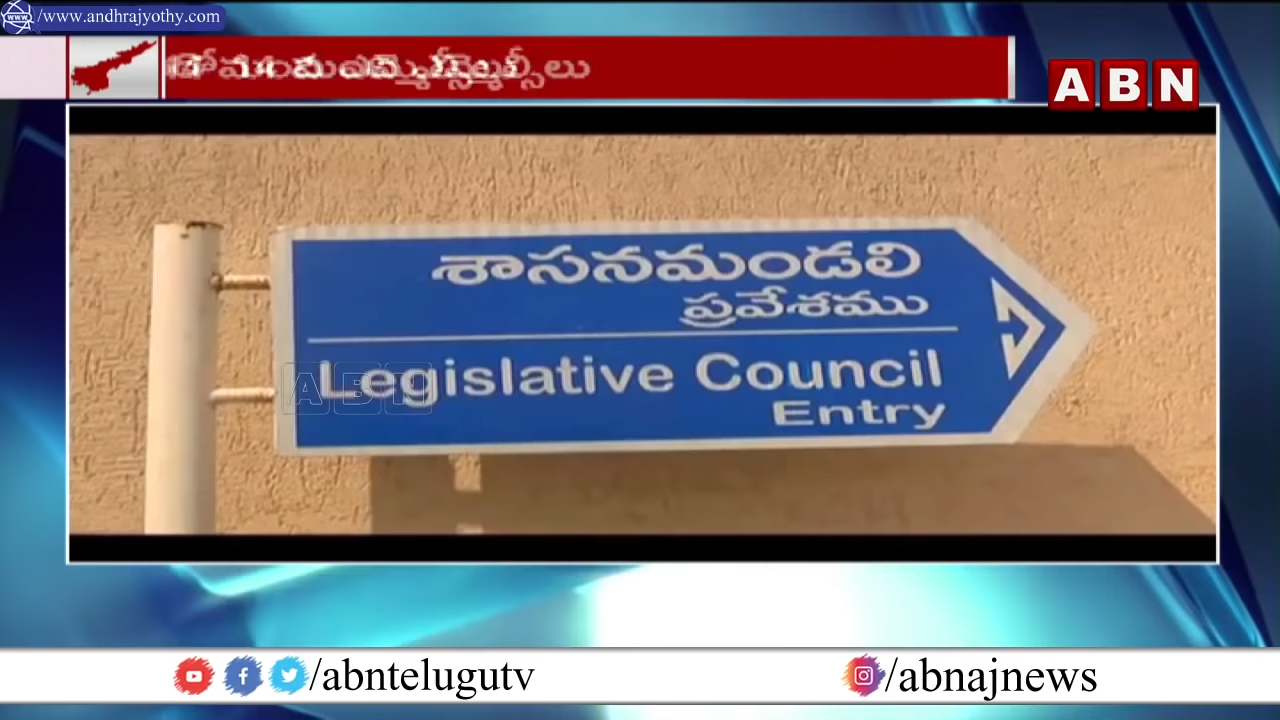 /www.andhrajyothy.com
ABN
శాసనమండలి
ప్రవేశము
Legislative Council
Entry
ABN
/abntelugutv
/abnajnews